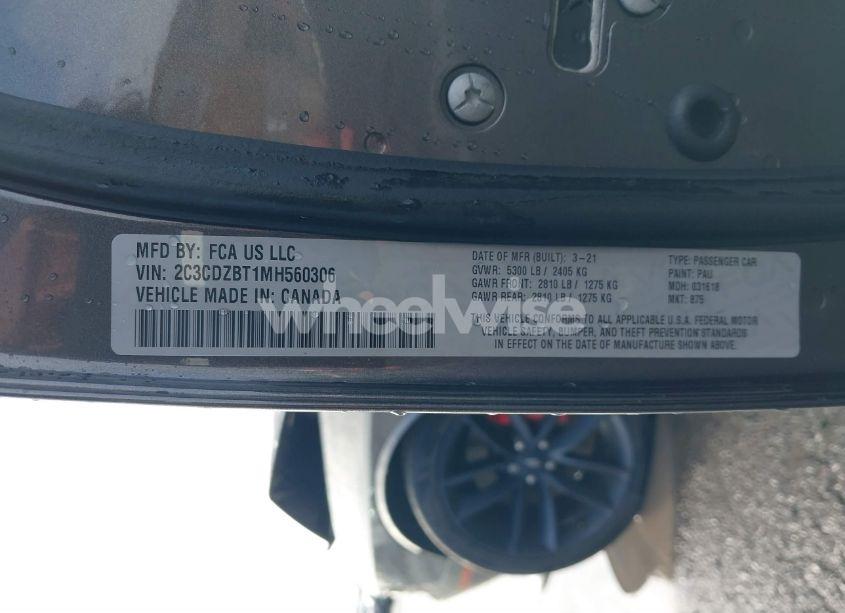 MFD BY: FCA US LLC
VIN: 2C3CDZBT1MH560306
VEHICLE MADE IN: CANADA
DATE OF MFR (BUILT): 3-21
GVWR: 5300 LB / 2405 KG
GAWR FRONT: 2810 LB / 1275 KG
GAWR REAR: 2810 LB / 1275 KG
TYPE: PASSENGER CAR
PAINT: PAU
MDH: 031618
MKT: 875
THIS VEHICLE CONFORMS TO ALL APPLICABLE U.S.A. FEDERAL MOTOR
VEHICLE SAFETY, BUMPER, AND THEFT PREVENTION STANDARDS
IN EFFECT ON THE DATE OF MANUFACTURE SHOWN ABOVE.
wheelwise